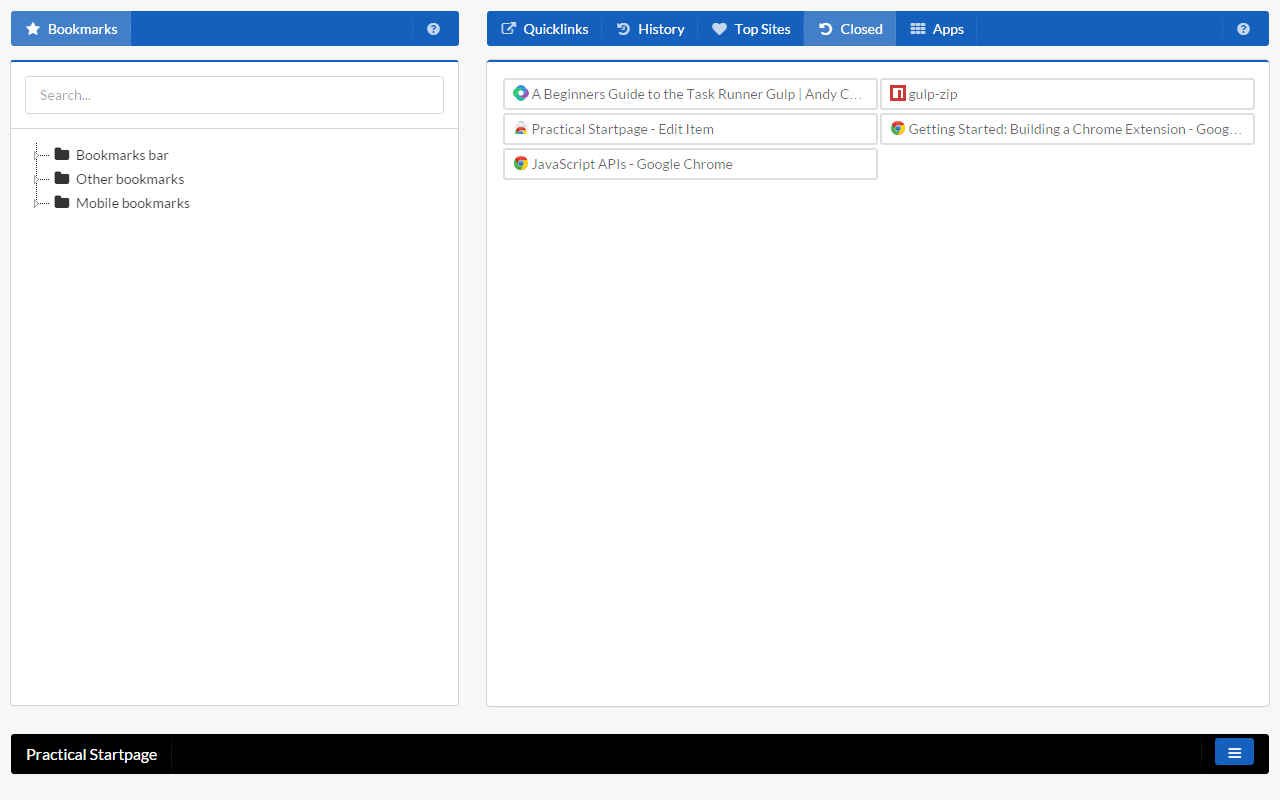 Bookmarks
Quicklinks History Top Sites Closed Apps
Search...
Bookmarks bar
Other bookmarks
Mobile bookmarks
A Beginners Guide to the Task Runner Gulp | Andy C...
gulp-zip
Practical Startpage - Edit Item
Getting Started: Building a Chrome Extension - Goog...
JavaScript APIs - Google Chrome
Practical Startpage